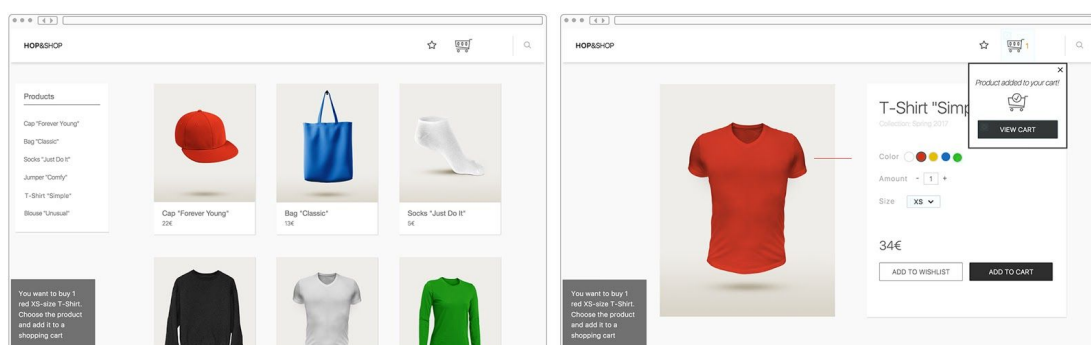 HOP&SHOP
Products
Cap "Forever Young"
Bag "Classic"
Socks "Just Do It"
Jumper "Comfy"
T-Shirt "Simple"
Blouse "Unusual"
Cap "Forever Young"
22€
Bag "Classic"
13€
Socks "Just Do It"
5€
You want to buy 1
red XS-size T-Shirt.
Choose the product
and add it to a
shopping cart
HOP&SHOP
1
Product added to your cart!
VIEW CART
T-Shirt "Simp
Collection: Spring 2017
Color
Amount - 1 +
Size XS
34€
ADD TO WISHLIST
ADD TO CART
You want to buy 1
red XS-size T-Shirt.
Choose the product
and add it to a
shopping cart